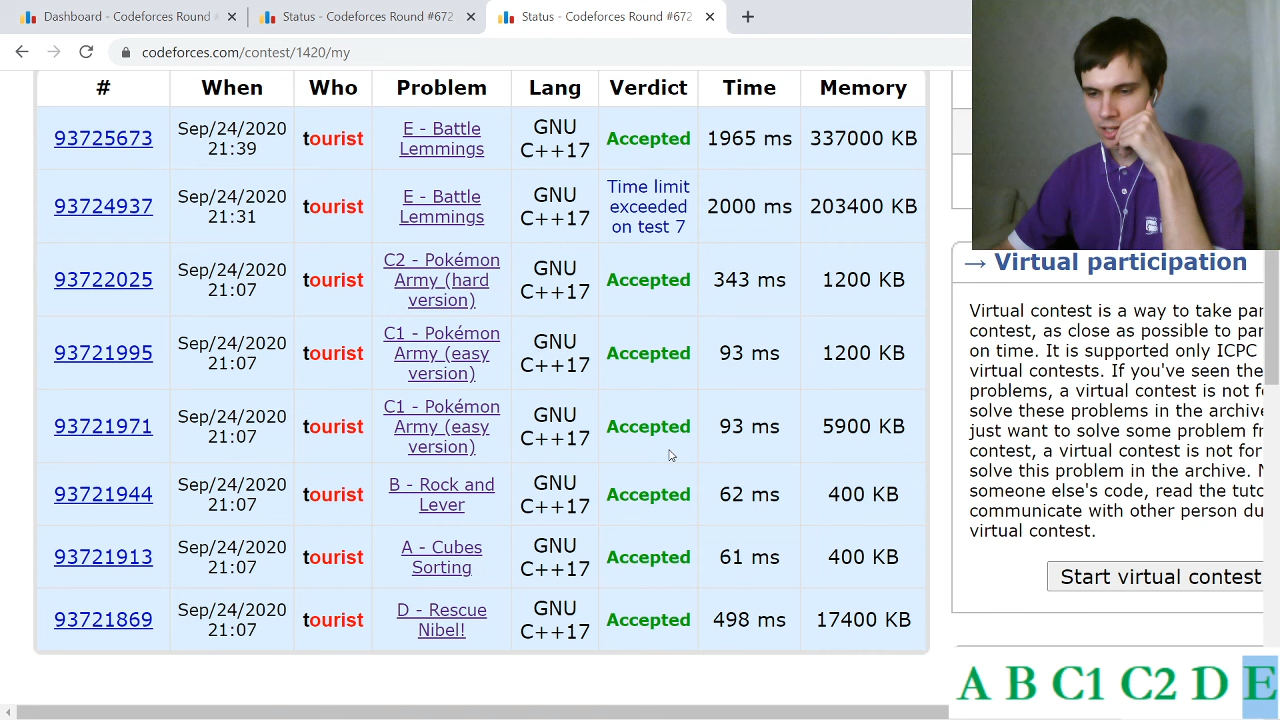 Dashboard - Codeforces Round #
Status - Codeforces Round #672
Status - Codeforces Round #672
codeforces.com/contest/1420/my
# When Who Problem Lang Verdict Time Memory
93725673 Sep/24/2020 21:39 tourist E - Battle Lemmings GNU C++17 Accepted 1965 ms 337000 KB
93724937 Sep/24/2020 21:31 tourist E - Battle Lemmings GNU C++17 Time limit exceeded on test 7 2000 ms 203400 KB
93722025 Sep/24/2020 21:07 tourist C2 - Pokémon Army (hard version) GNU C++17 Accepted 343 ms 1200 KB
93721995 Sep/24/2020 21:07 tourist C1 - Pokémon Army (easy version) GNU C++17 Accepted 93 ms 1200 KB
93721971 Sep/24/2020 21:07 tourist C1 - Pokémon Army (easy version) GNU C++17 Accepted 93 ms 5900 KB
93721944 Sep/24/2020 21:07 tourist B - Rock and Lever GNU C++17 Accepted 62 ms 400 KB
93721913 Sep/24/2020 21:07 tourist A - Cubes Sorting GNU C++17 Accepted 61 ms 400 KB
93721869 Sep/24/2020 21:07 tourist D - Rescue Nibel! GNU C++17 Accepted 498 ms 17400 KB
→ Virtual participation
Virtual contest is a way to take par
contest, as close as possible to par
on time. It is supported only ICPC
virtual contests. If you've seen the
problems, a virtual contest is not f
solve these problems in the archive
just want to solve some problem fr
contest, a virtual contest is not for
solve this problem in the archive. N
someone else's code, read the tuto
communicate with other person du
virtual contest.
Start virtual contest
A B C1 C2 D E